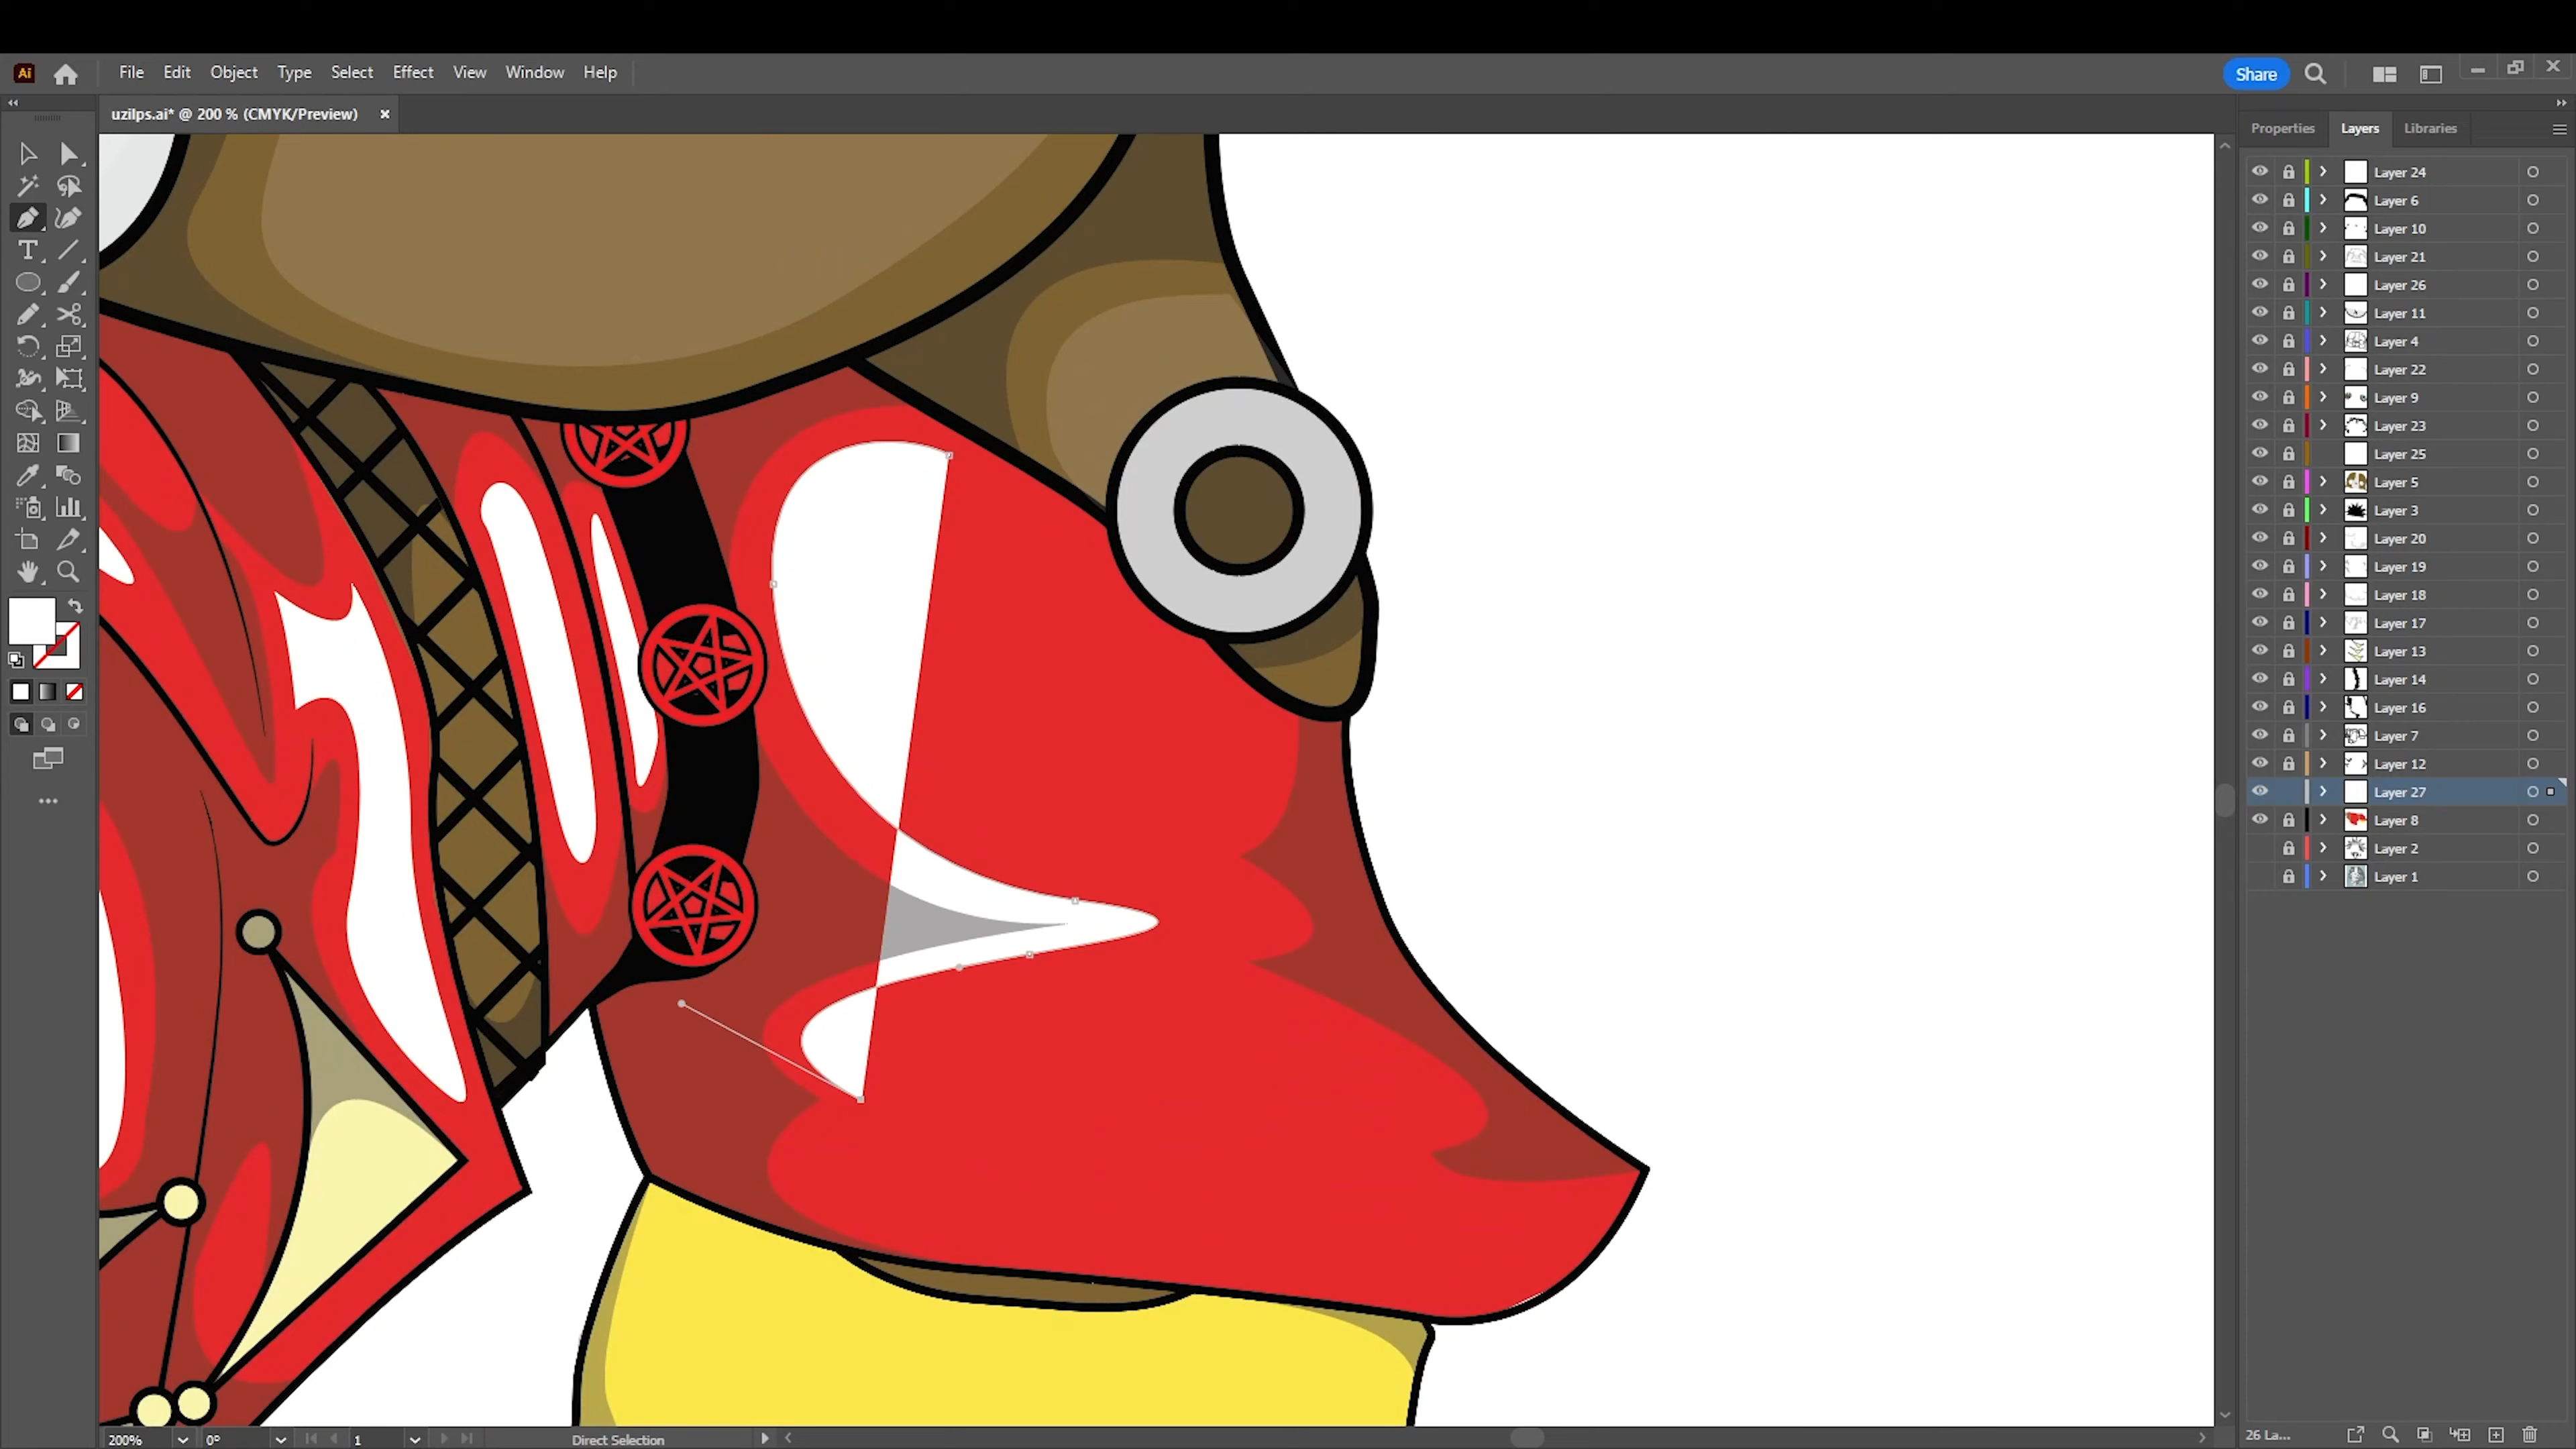 Ai File Edit Object Type Select Effect View Window Help Share
uzilps.ai* @ 200 % (CMYK/Preview)
Properties Layers Libraries
Layer 24
Layer 6
Layer 10
Layer 21
Layer 26
Layer 11
Layer 4
Layer 22
Layer 9
Layer 23
Layer 25
Layer 5
Layer 3
Layer 20
Layer 19
Layer 18
Layer 17
Layer 13
Layer 14
Layer 16
Layer 7
Layer 12
Layer 27
Layer 8
Layer 2
Layer 1
200% 0° 1 Direct Selection 26 La...